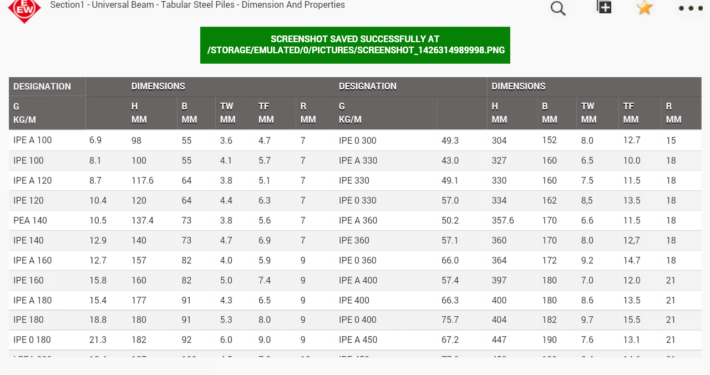 Section1 - Universal Beam - Tabular Steel Piles - Dimension And Properties
SCREENSHOT SAVED SUCCESSFULLY AT
/STORAGE/EMULATED/0/PICTURES/SCREENSHOT_1426314989998.PNG
DESIGNATION DIMENSIONS DESIGNATION DIMENSIONS
G H B TW TF R G H B TW TF R
KG/M MM MM MM MM MM KG/M MM MM MM MM MM
IPE A 100 6.9 98 55 3.6 4.7 7 IPE 0 300 49.3 304 152 8.0 12.7 15
IPE 100 8.1 100 55 4.1 5.7 7 IPE A 330 43.0 327 160 6.5 10.0 18
IPE A 120 8.7 117.6 64 3.8 5.1 7 IPE 330 49.1 330 160 7.5 11.5 18
IPE 120 10.4 120 64 4.4 6.3 7 IPE 0 330 57.0 334 162 8,5 13.5 18
PEA 140 10.5 137.4 73 3.8 5.6 7 IPE A 360 50.2 357.6 170 6.6 11.5 18
IPE 140 12.9 140 73 4.7 6.9 7 IPE 360 57.1 360 170 8.0 12,7 18
IPE A 160 12.7 157 82 4.0 5.9 9 IPE 0 360 66.0 364 172 9.2 14.7 18
IPE 160 15.8 160 82 5.0 7.4 9 IPE A 400 57.4 397 180 7.0 12.0 21
IPE A 180 15.4 177 91 4.3 6.5 9 IPE 400 66.3 400 180 8.6 13.5 21
IPE 180 18.8 180 91 5.3 8.0 9 IPE 0 400 75.7 404 182 9.7 15.5 21
IPE 0 180 21.3 182 92 6.0 9.0 9 IPE A 450 67.2 447 190 7.6 13.1 21